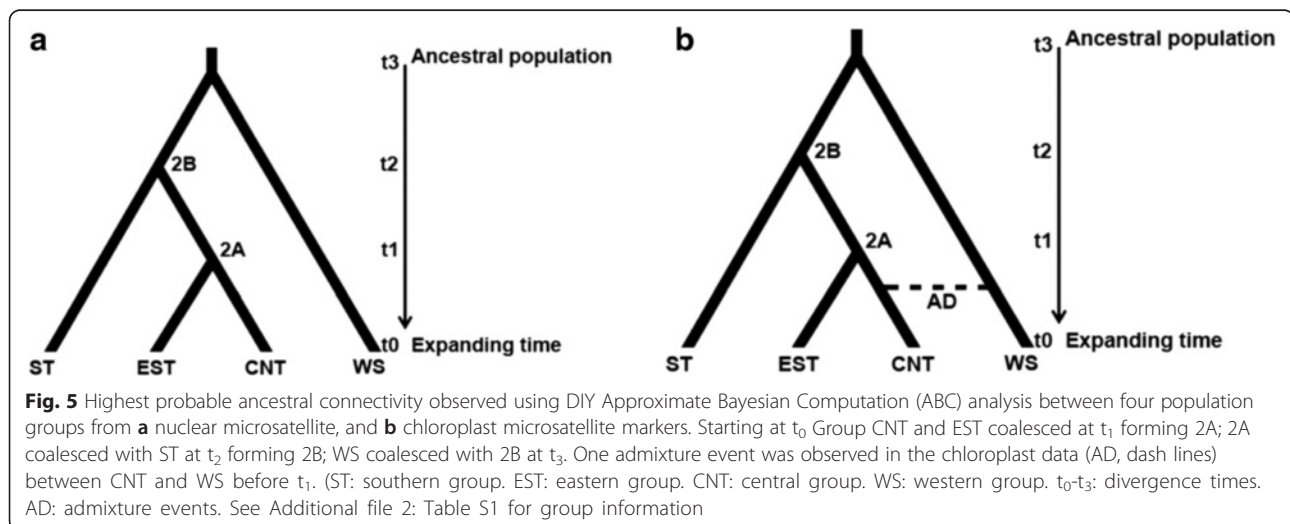 a
t3 Ancestral population
2B
t2
2A
t1
t0 Expanding time
ST EST CNT WS
b
t3 Ancestral population
2B
t2
2A
t1
AD
t0 Expanding time
ST EST CNT WS
Fig. 5 Highest probable ancestral connectivity observed using DIY Approximate Bayesian Computation (ABC) analysis between four population
groups from a nuclear microsatellite, and b chloroplast microsatellite markers. Starting at t0 Group CNT and EST coalesced at t1 forming 2A; 2A
coalesced with ST at t2 forming 2B; WS coalesced with 2B at t3. One admixture event was observed in the chloroplast data (AD, dash lines)
between CNT and WS before t1. (ST: southern group. EST: eastern group. CNT: central group. WS: western group. t0-t3: divergence times.
AD: admixture events. See Additional file 2: Table S1 for group information